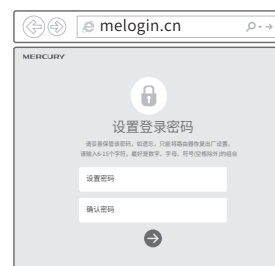 melogin.cn
MERCURY
设置登录密码
请妥善保管该密码，如遗忘，只能将路由器恢复出厂设置。
请输入6-15个字符，最好是数字、字母、符号(空格除外)的组合
设置密码
确认密码